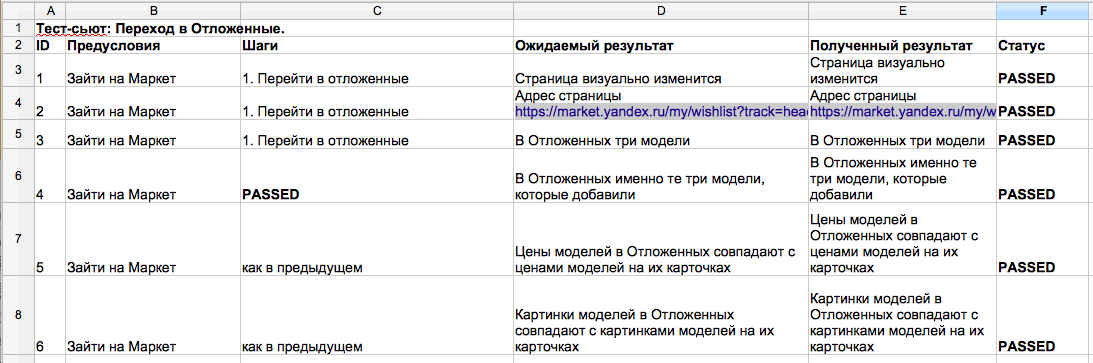 A B C D E F
1 Тест-сьют: Переход в Отложенные.
2 ID Предусловия Шаги Ожидаемый результат Полученный результат Статус
3 1 Зайти на Маркет 1. Перейти в отложенные Страница визуально изменится Страница визуально
изменится PASSED
4 2 Зайти на Маркет 1. Перейти в отложенные Адрес страницы
https://market.yandex.ru/my/wishlist?track=head Адрес страницы
https://market.yandex.ru/my/w PASSED
5 3 Зайти на Маркет 1. Перейти в отложенные В Отложенных три модели В Отложенных три модели PASSED
6 4 Зайти на Маркет PASSED В Отложенных именно те три модели,
которые добавили В Отложенных именно те
три модели, которые
добавили PASSED
7 5 Зайти на Маркет как в предыдущем Цены моделей в Отложенных совпадают с
ценами моделей на их карточках Цены моделей в
Отложенных совпадают с
ценами моделей на их
карточках PASSED
8 6 Зайти на Маркет как в предыдущем Картинки моделей в Отложенных
совпадают с картинками моделей на их
карточках Картинки моделей в
Отложенных совпадают с
картинками моделей на их
карточках PASSED